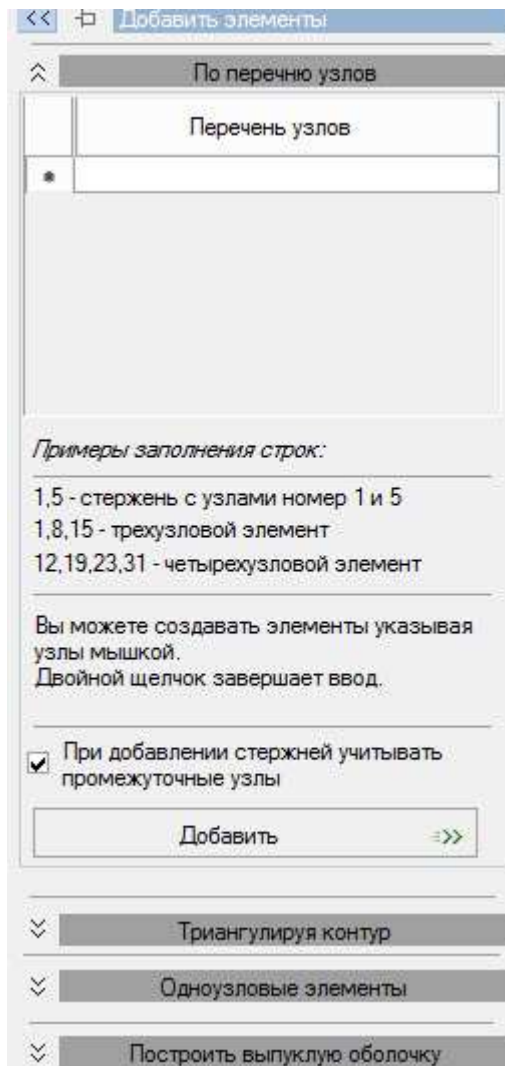 << Добавить элементы
По перечню узлов
Перечень узлов
Примеры заполнения строк:
1,5 - стержень с узлами номер 1 и 5
1,8,15 - трехузловой элемент
12,19,23,31 - четырехузловой элемент
Вы можете создавать элементы указывая
узлы мышкой.
Двойной щелчок завершает ввод.
При добавлении стержней учитывать
промежуточные узлы
Добавить
Триангулируя контур
Одноузловые элементы
Построить выпуклую оболочку